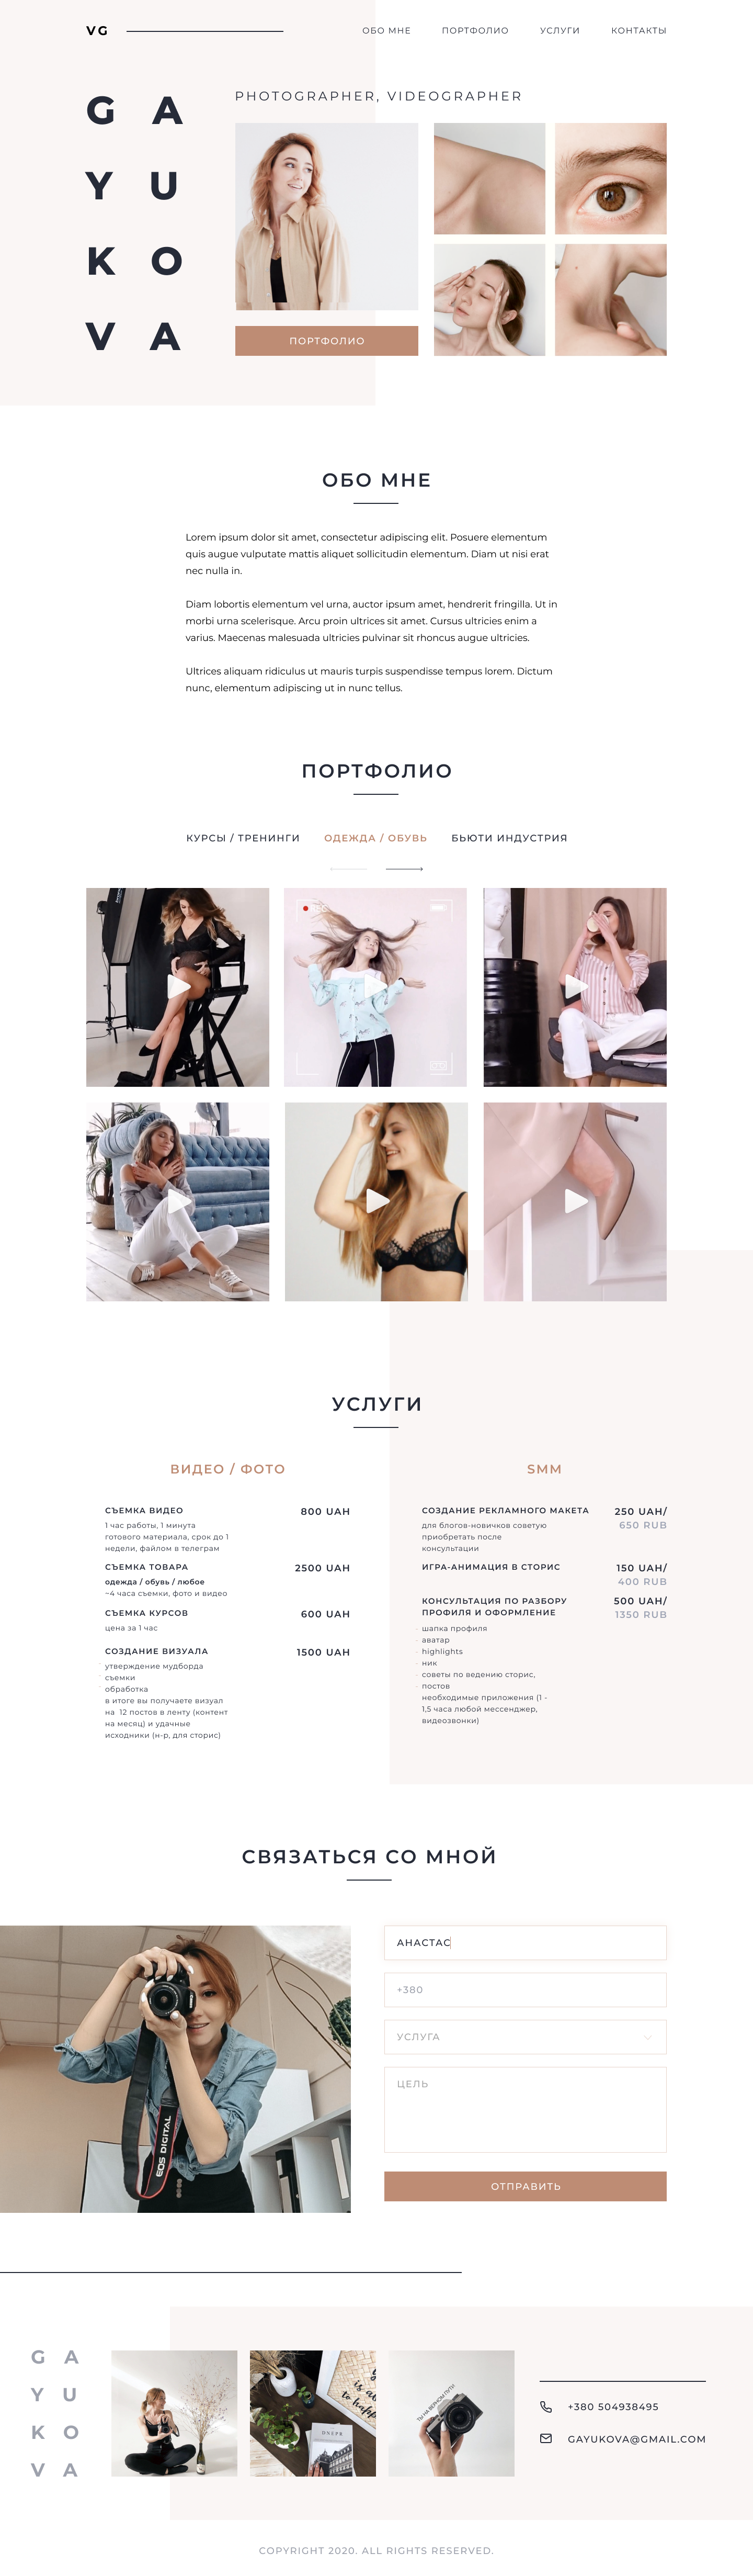 VG
ОБО МНЕ ПОРТФОЛИО УСЛУГИ КОНТАКТЫ
PHOTOGRAPHER, VIDEOGRAPHER
G A
Y U
K O
V A
ПОРТФОЛИО
ОБО МНЕ
Lorem ipsum dolor sit amet, consectetur adipiscing elit. Posuere elementum
quis augue vulputate mattis aliquet sollicitudin elementum. Diam ut nisi erat
nec nulla in.
Diam lobortis elementum vel urna, auctor ipsum amet, hendrerit fringilla. Ut in
morbi urna scelerisque. Arcu proin ultrices sit amet. Cursus ultricies enim a
varius. Maecenas malesuada ultricies pulvinar sit rhoncus augue ultricies.
Ultrices aliquam ridiculus ut mauris turpis suspendisse tempus lorem. Dictum
nunc, elementum adipiscing ut in nunc tellus.
ПОРТФОЛИО
КУРСЫ / ТРЕНИНГИ ОДЕЖДА / ОБУВЬ БЬЮТИ ИНДУСТРИЯ
УСЛУГИ
ВИДЕО / ФОТО
СЪЕМКА ВИДЕО 800 UAH
1 час работы, 1 минута
готового материала, срок до 1
недели, файлом в телеграм
СЪЕМКА ТОВАРА 2500 UAH
одежда / обувь / любое
~4 часа съемки, фото и видео
СЪЕМКА КУРСОВ 600 UAH
цена за 1 час
СОЗДАНИЕ ВИЗУАЛА 1500 UAH
утверждение мудборда
съемки
обработка
в итоге вы получаете визуал
на 12 постов в ленту (контент
на месяц) и удачные
исходники (н-р, для сторис)
SMM
СОЗДАНИЕ РЕКЛАМНОГО МАКЕТА 250 UAH/
650 RUB
для блогов-новичков советую
приобретать после
консультации
ИГРА-АНИМАЦИЯ В СТОРИС 150 UAH/
400 RUB
КОНСУЛЬТАЦИЯ ПО РАЗБОРУ 500 UAH/
ПРОФИЛЯ И ОФОРМЛЕНИЕ 1350 RUB
шапка профиля
аватар
highlights
ник
советы по ведению сторис,
постов
необходимые приложения (1 -
1,5 часа любой мессенджер,
видеозвонки)
СВЯЗАТЬСЯ СО МНОЙ
EOS DIGITAL
АНАСТАС
+380
УСЛУГА
ЦЕЛЬ
ОТПРАВИТЬ
G A
Y U
K O
V A
DNEPR
ТЫ НА ВЕРНОМ ПУТИ
+380 504938495
GAYUKOVA@GMAIL.COM
COPYRIGHT 2020. ALL RIGHTS RESERVED.